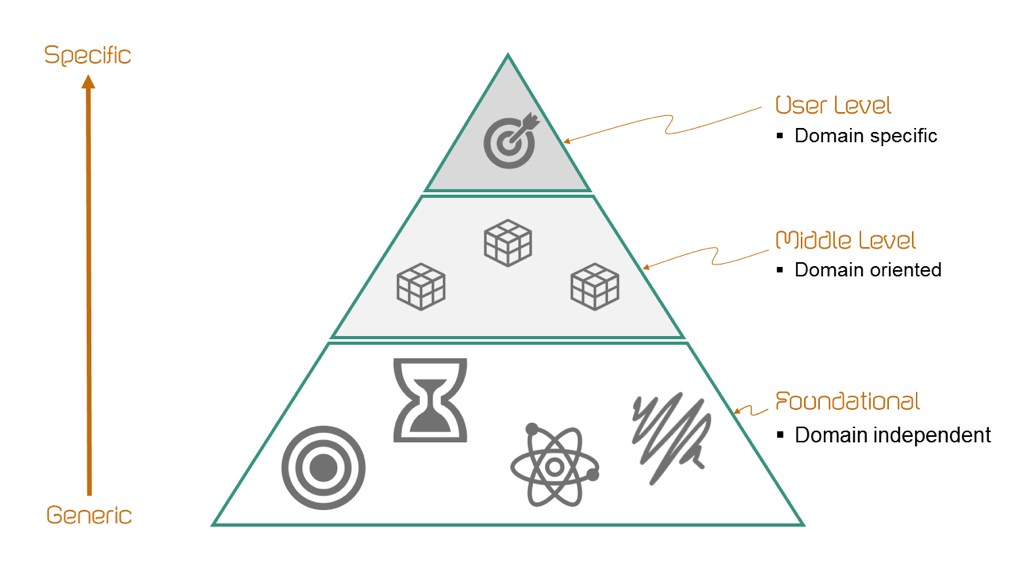 Specific
User Level
▪ Domain specific
Middle Level
▪ Domain oriented
Foundational
▪ Domain independent
Generic